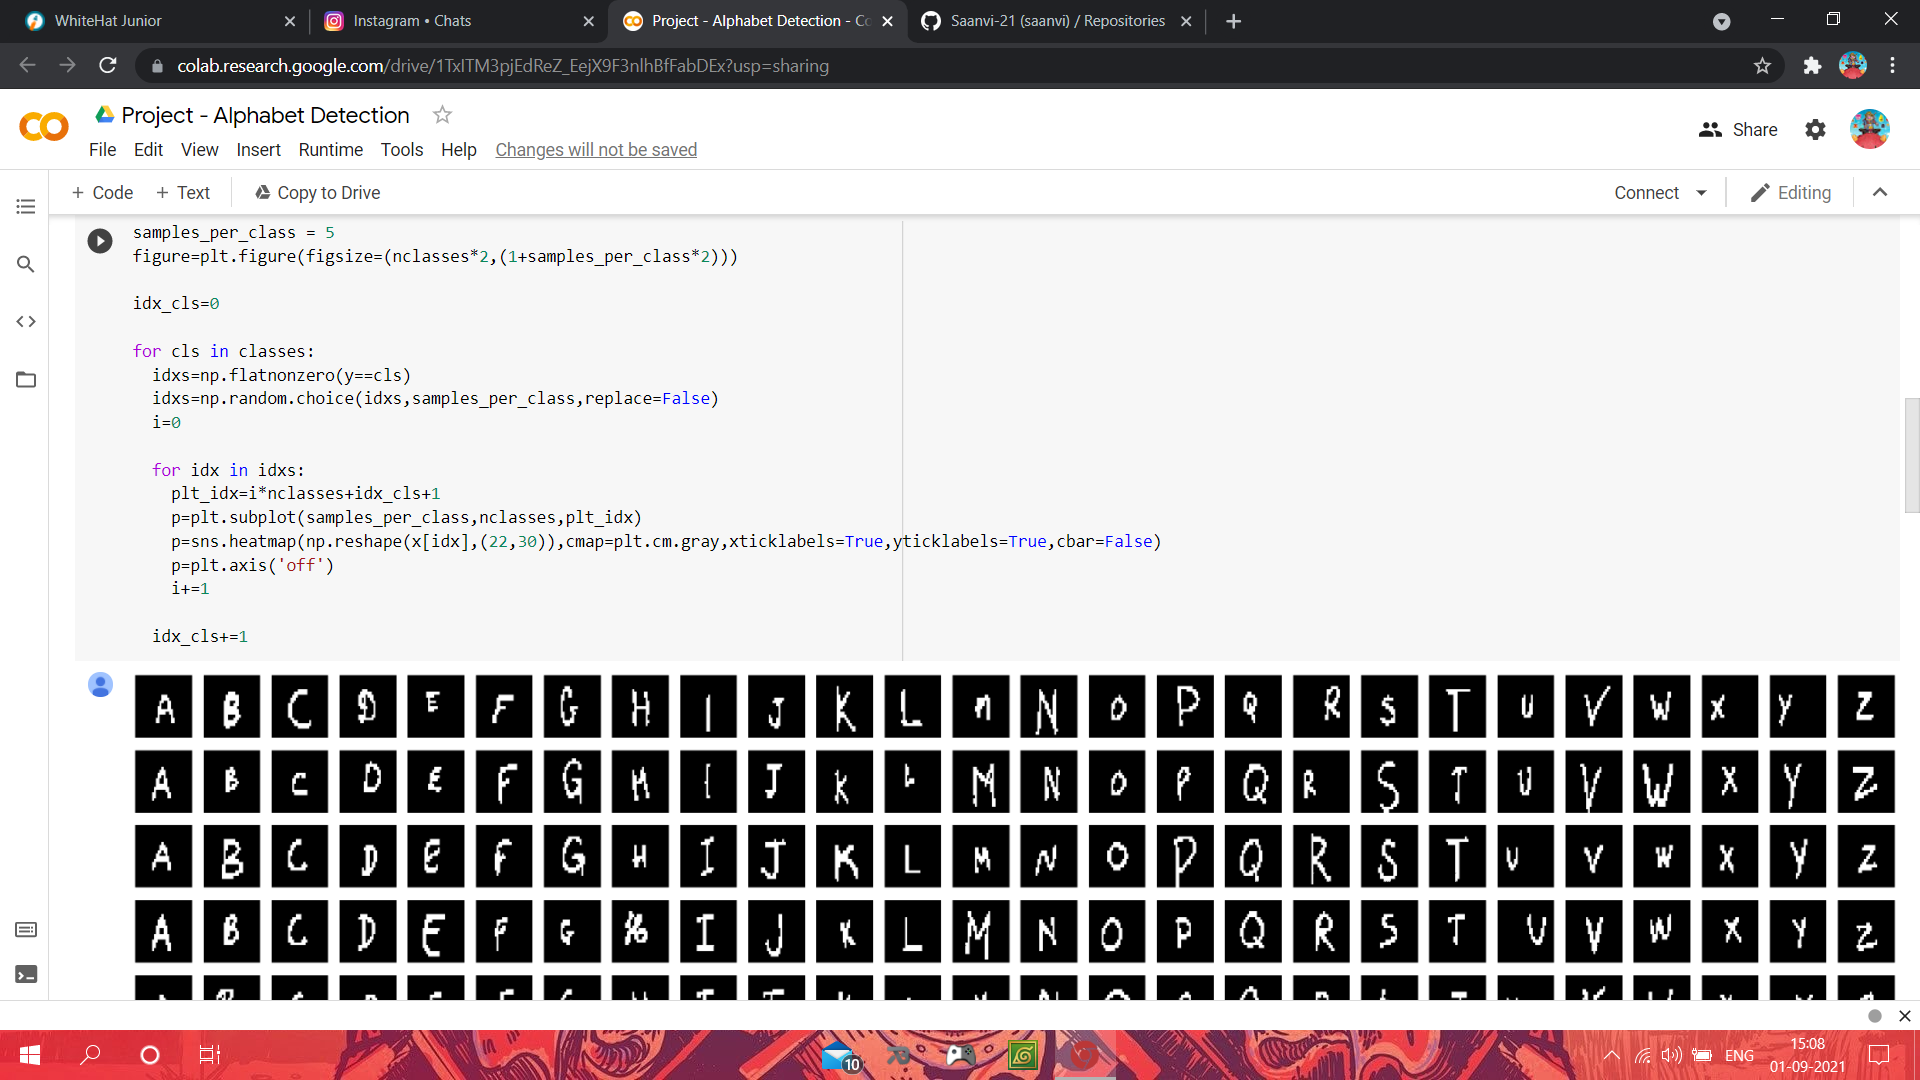 WhiteHat Junior
Instagram • Chats
Project - Alphabet Detection - Co
Saanvi-21 (saanvi) / Repositories
colab.research.google.com/drive/1TxITM3pjEdReZ_EejX9F3nlhBfFabDEx?usp=sharing
Project - Alphabet Detection
Share
File Edit View Insert Runtime Tools Help Changes will not be saved
+ Code + Text Copy to Drive Connect Editing
samples_per_class = 5
figure=plt.figure(figsize=(nclasses*2,(1+samples_per_class*2)))
idx_cls=0
for cls in classes:
idxs=np.flatnonzero(y==cls)
idxs=np.random.choice(idxs,samples_per_class,replace=False)
i=0
for idx in idxs:
plt_idx=i*nclasses+idx_cls+1
p=plt.subplot(samples_per_class,nclasses,plt_idx)
p=sns.heatmap(np.reshape(x[idx],(22,30)),cmap=plt.cm.gray,xticklabels=True,yticklabels=True,cbar=False)
p=plt.axis('off')
i+=1
idx_cls+=1
A B C D E F G H I J K L n N O P Q R S T U V W X Y Z
A B C D E F G M I J K L M N O P Q R S T U V W X Y Z
A B C D E F G H I J K L M N O P Q R S T U V W X Y Z
A B C D E F G H I J K L M N O P Q R S T U V W X Y Z
10
ENG
15:08
01-09-2021